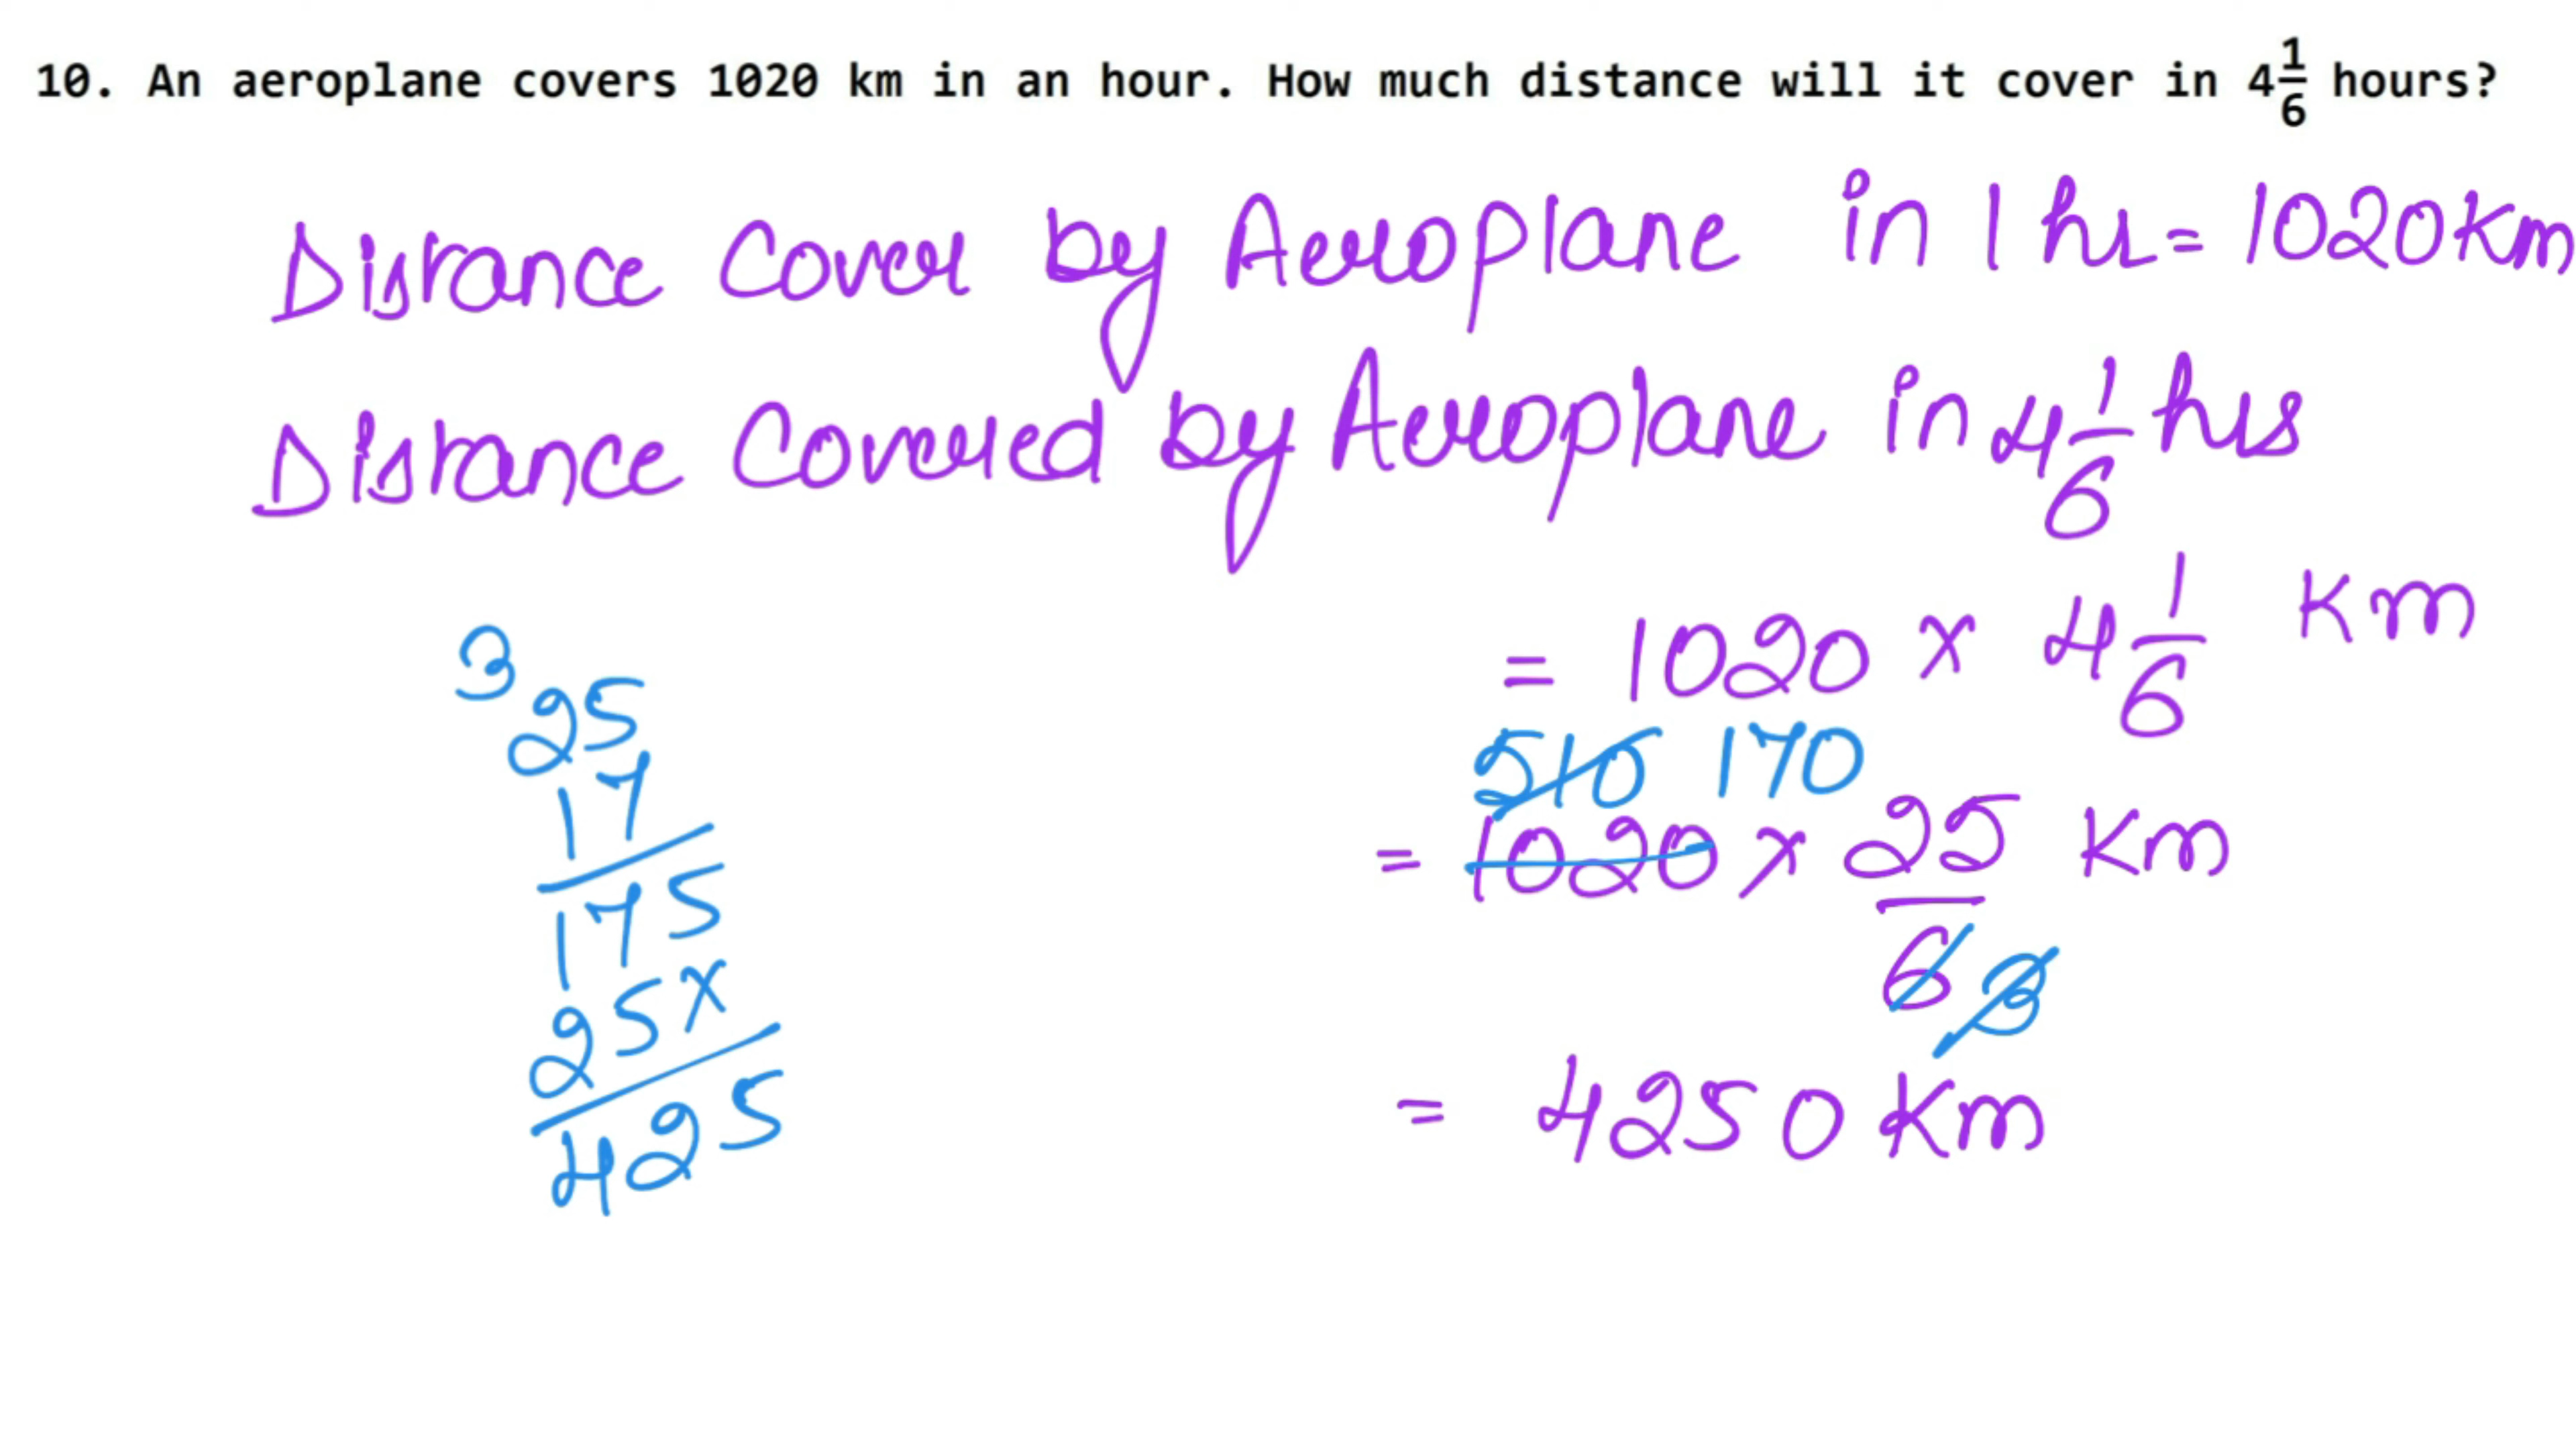 10. An aeroplane covers 1020 km in an hour. How much distance will it cover in 4 1/6 hours?
Distance Cover by Aeroplane in 1 hr = 1020 Km
Distance Covered by Aeroplane in 4 1/6 hrs
= 1020 x 4 1/6 Km
510 170
= 1020 x 25/6 Km
3
= 4250 Km
3
25
17
175
25x
425